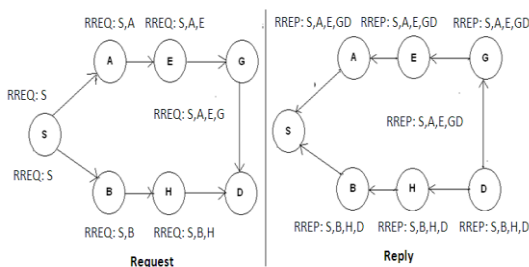 RREQ: S,A RREQ: S,A,E
A E G
RREQ: S
RREQ: S,A,E,G
S
RREQ: S
B H D
RREQ: S,B RREQ: S,B,H
Request
RREP: S,A,E,GD RREP: S,A,E,GD RREP: S,A,E,GD
A E G
RREP: S,A,E,GD
S
B H D
RREP: S,B,H,D RREP: S,B,H,D RREP: S,B,H,D
Reply